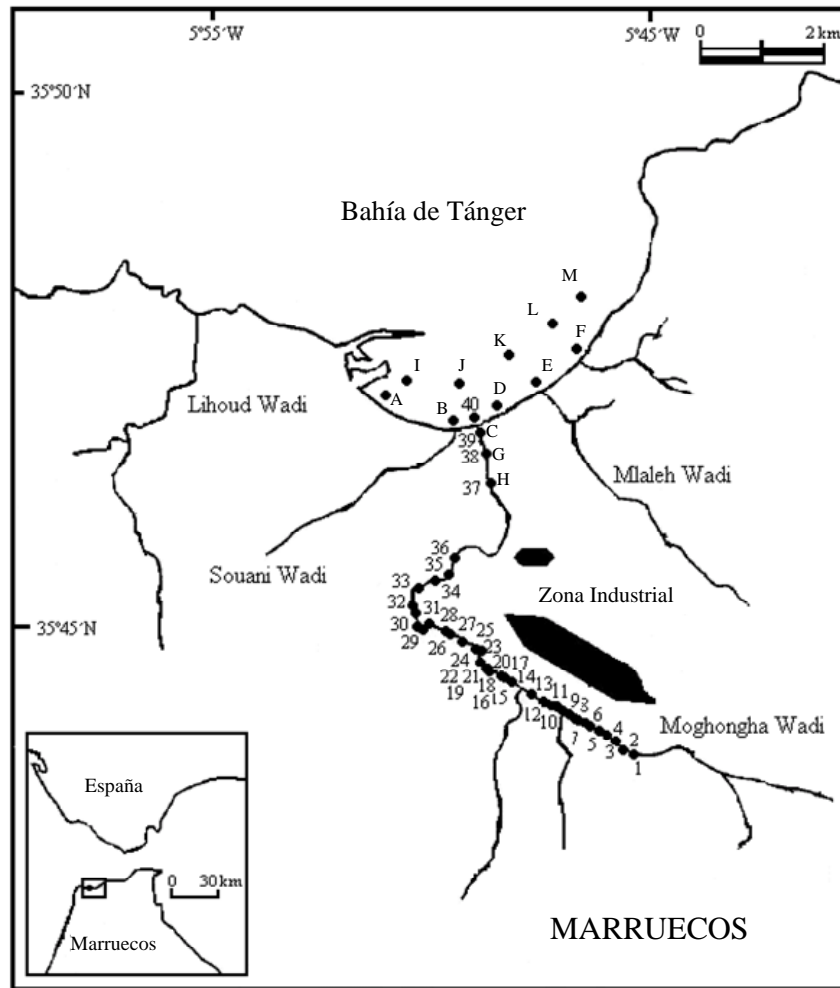 5°55´W
5°45´W
0 2 km
35°50´N
Bahía de Tánger
M
L
K
F
I
J
E
A
D
B
40
Lihoud Wadi
C
39
G
38
H
37
Mlaleh Wadi
36
Souani Wadi
35
34
33
Zona Industrial
32
31
35°45´N
30
28
29
27
26
25
24
23
22
21
20
17
19
18
14
16
15
13
11
12
10
9
8
7
6
5
4
3
2
1
Moghongha Wadi
España
0 30 km
Marruecos
MARRUECOS